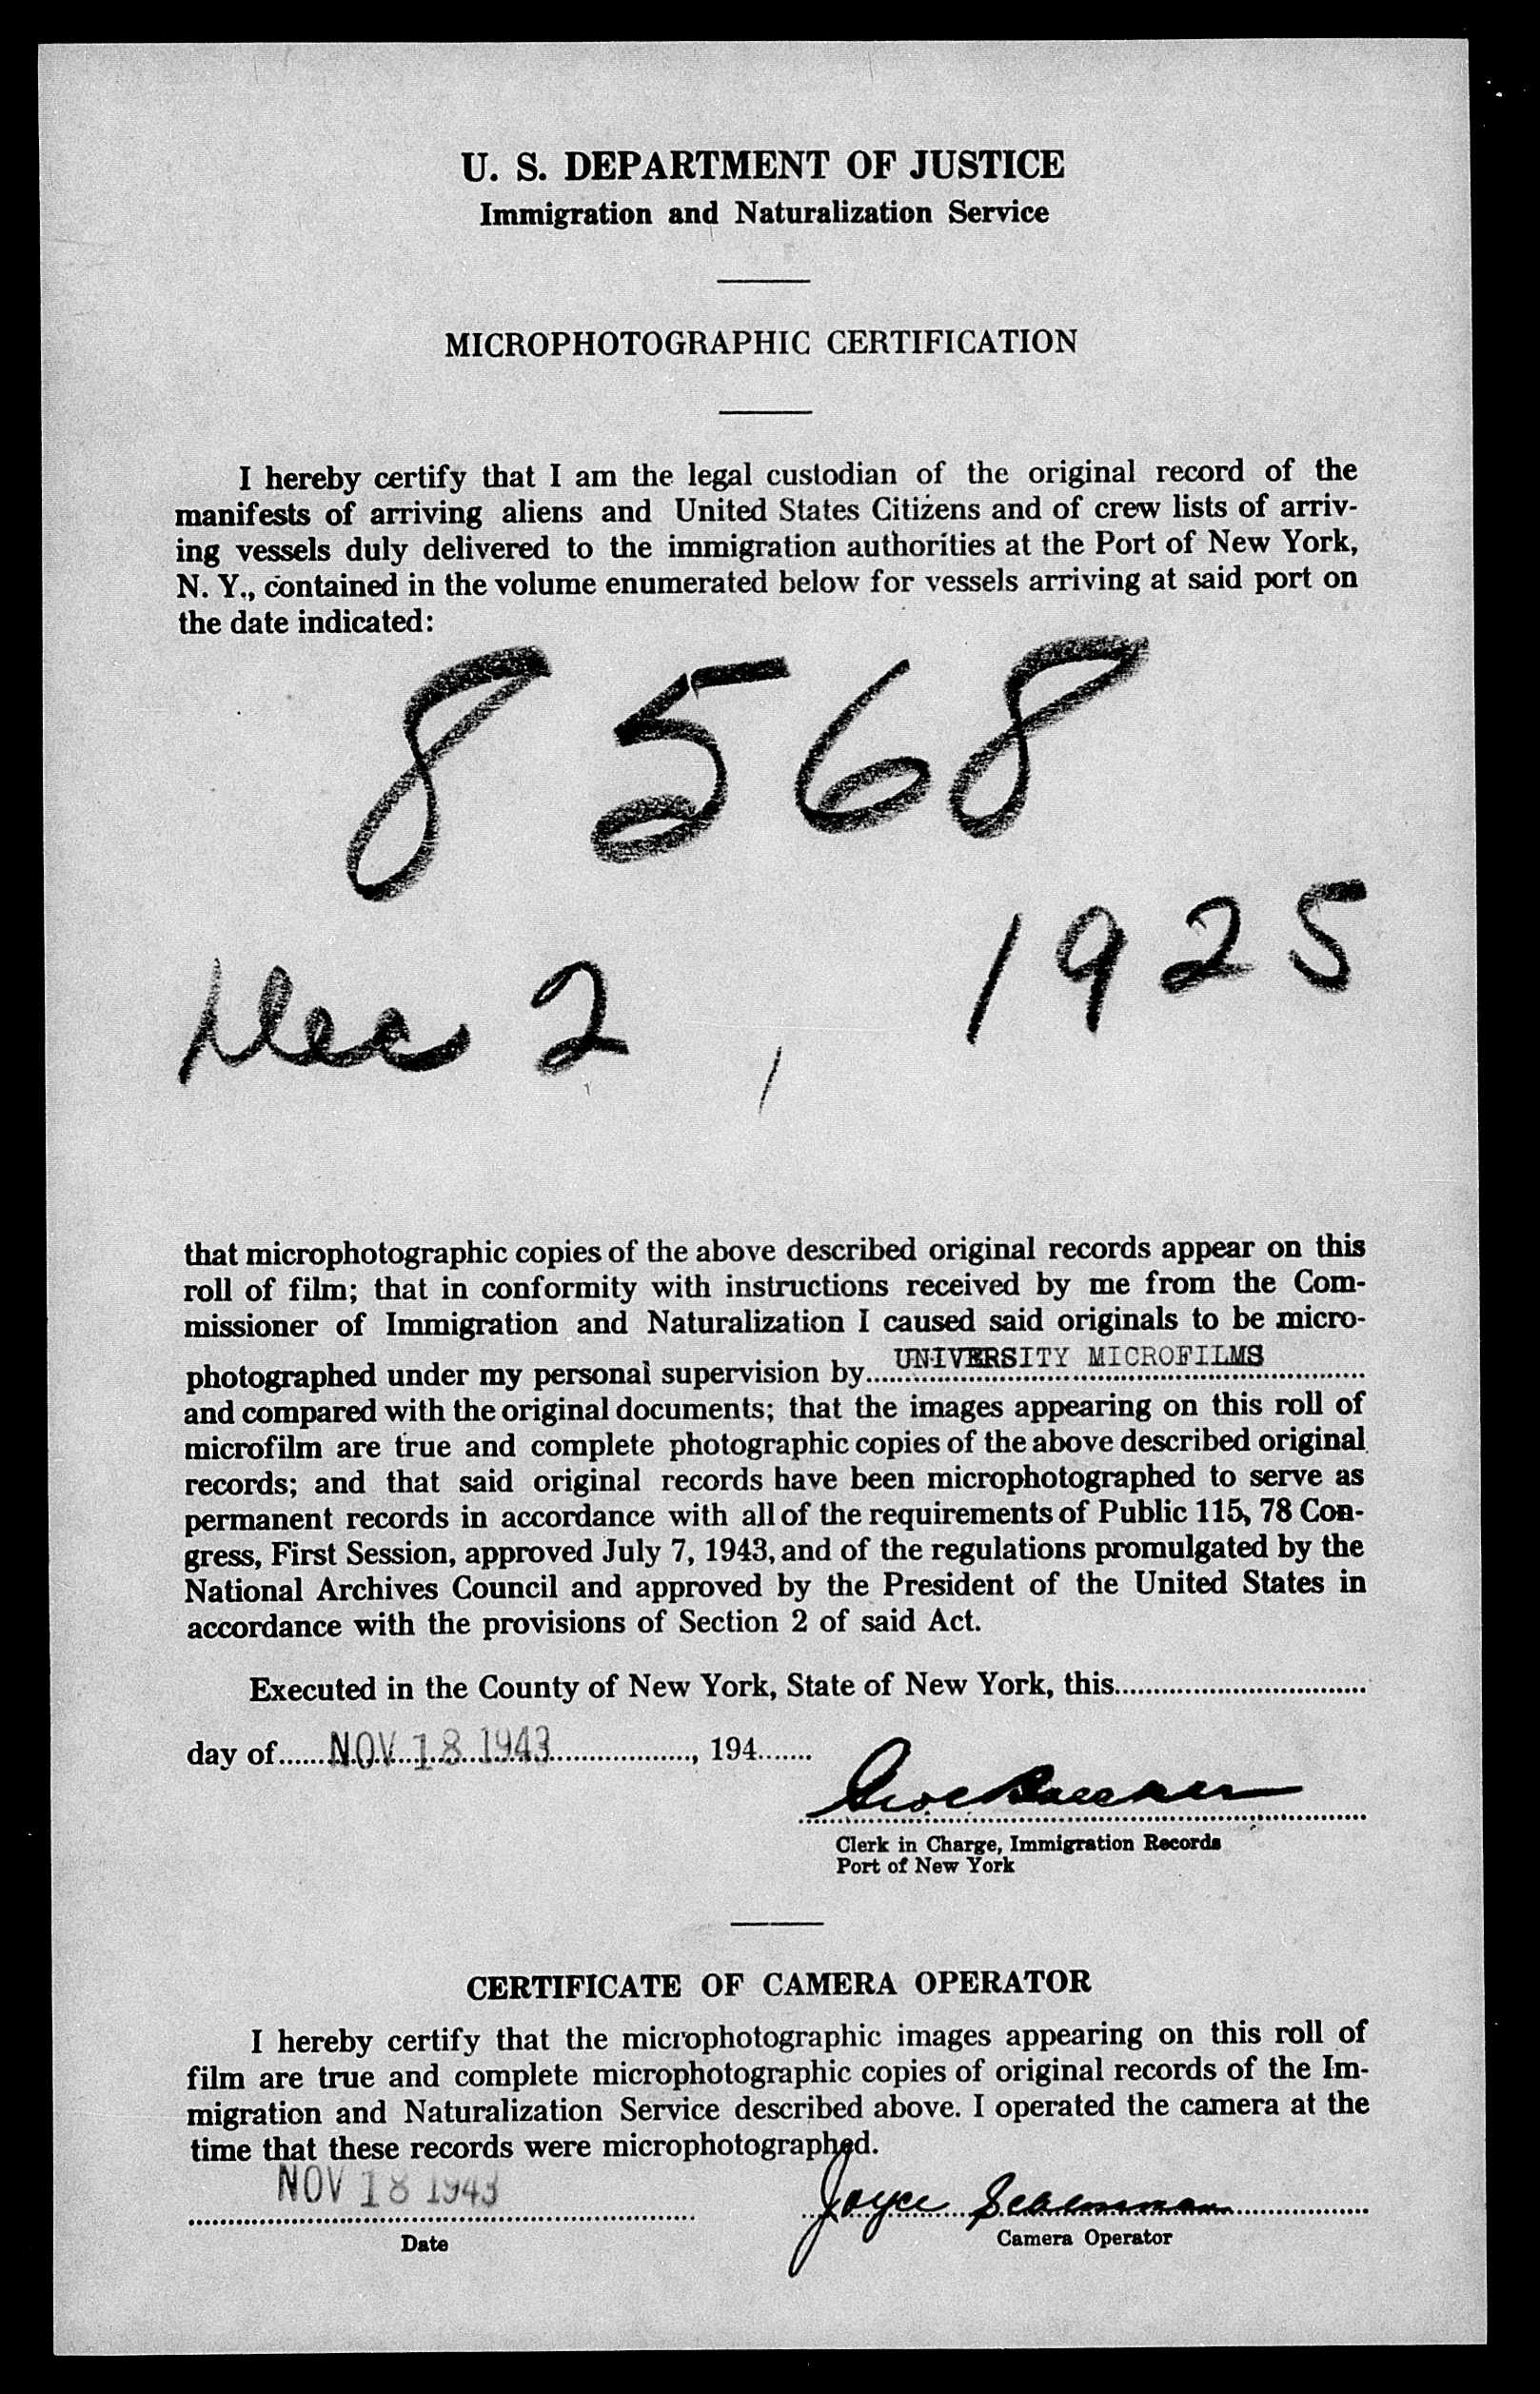 U. S. DEPARTMENT OF JUSTICE
Immigration and Naturalization Service
MICROPHOTOGRAPHIC CERTIFICATION
I hereby certify that I am the legal custodian of the original record of the
manifests of arriving aliens and United States Citizens and of crew lists of arriv-
ing vessels duly delivered to the immigration authorities at the Port of New York,
N. Y., contained in the volume enumerated below for vessels arriving at said port on
the date indicated:
8568
Dec 2, 1925
that microphotographic copies of the above described original records appear on this
roll of film; that in conformity with instructions received by me from the Com-
missioner of Immigration and Naturalization I caused said originals to be micro-
photographed under my personal supervision by UNIVERSITY MICROFILMS
and compared with the original documents; that the images appearing on this roll of
microfilm are true and complete photographic copies of the above described original
records; and that said original records have been microphotographed to serve as
permanent records in accordance with all of the requirements of Public 115, 78 Con-
gress, First Session, approved July 7, 1943, and of the regulations promulgated by the
National Archives Council and approved by the President of the United States in
accordance with the provisions of Section 2 of said Act.
Executed in the County of New York, State of New York, this
day of NOV 18 1943, 194
Clerk in Charge, Immigration Records
Port of New York
CERTIFICATE OF CAMERA OPERATOR
I hereby certify that the microphotographic images appearing on this roll of
film are true and complete microphotographic copies of original records of the Im-
migration and Naturalization Service described above. I operated the camera at the
time that these records were microphotographed.
NOV 18 1943
Joyce
Date
Camera Operator